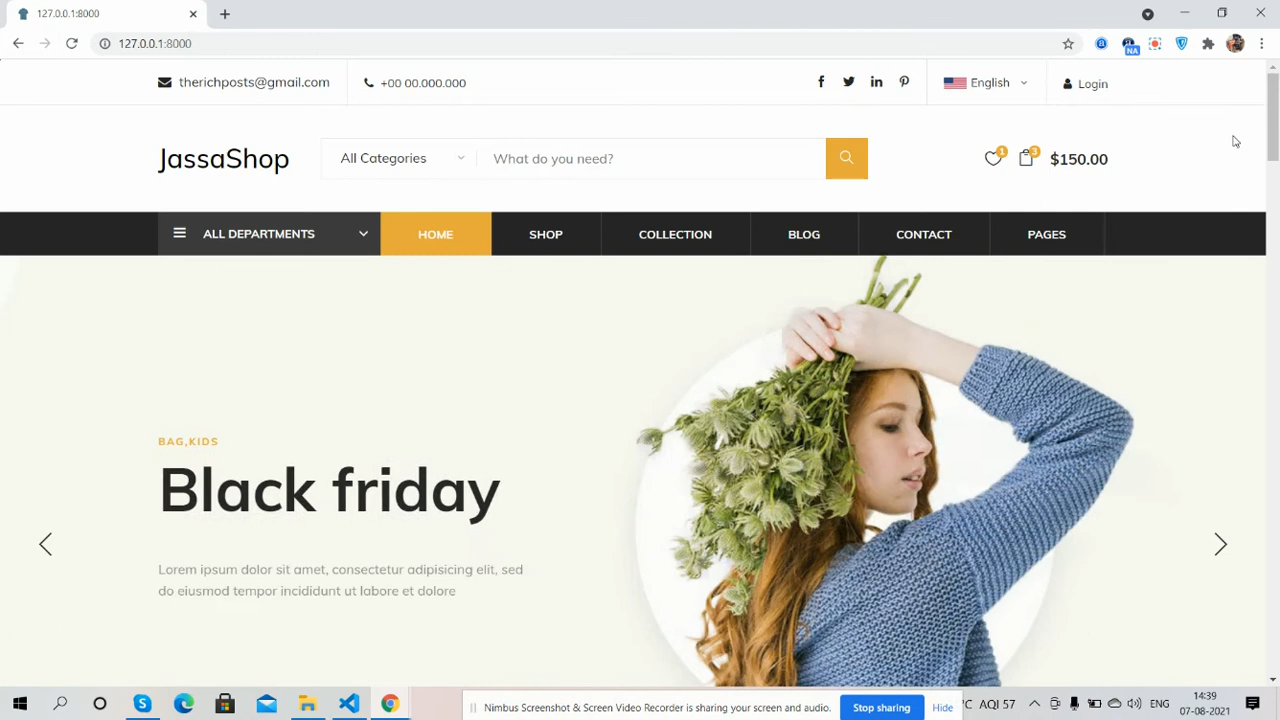 127.0.0.1:8000
127.0.0.1:8000
NA
therichposts@gmail.com
+00 00.000.000
English
Login
JassaShop
All Categories
What do you need?
1
3
$150.00
ALL DEPARTMENTS
HOME
SHOP
COLLECTION
BLOG
CONTACT
PAGES
BAG,KIDS
Black friday
Lorem ipsum dolor sit amet, consectetur adipisicing elit, sed
do eiusmod tempor incididunt ut labore et dolore
Nimbus Screenshot & Screen Video Recorder is sharing your screen and audio.
Stop sharing
Hide
°C AQI 57
ENG
14:39
07-08-2021